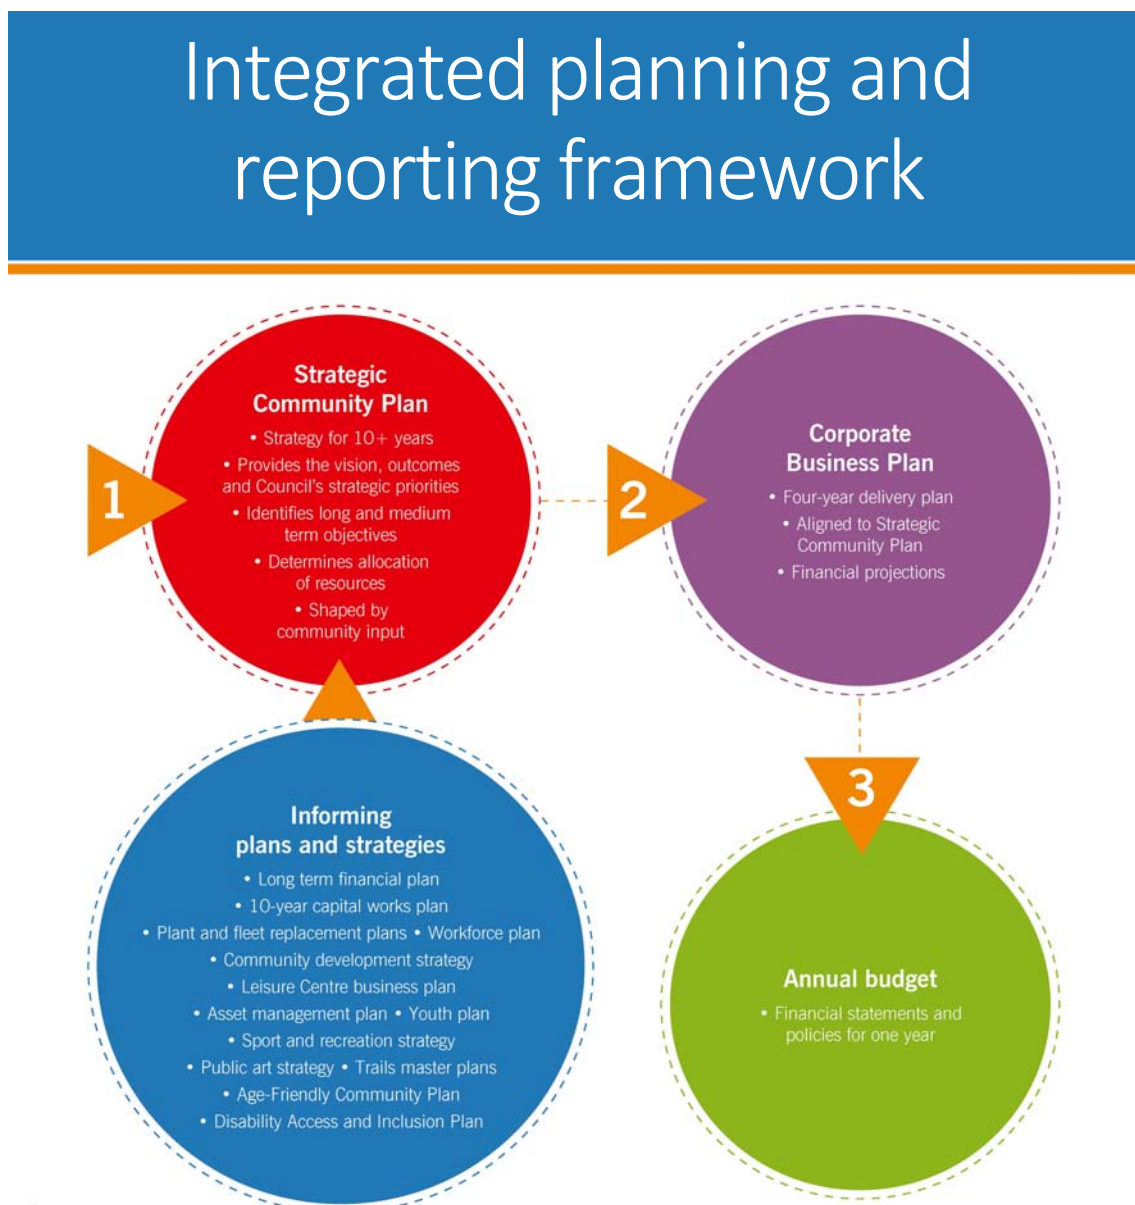 Integrated planning and
reporting framework
1
Strategic
Community Plan
• Strategy for 10+ years
• Provides the vision, outcomes
and Council's strategic priorities
• Identifies long and medium
term objectives
• Determines allocation
of resources
• Shaped by
community input
2
Corporate
Business Plan
• Four-year delivery plan
• Aligned to Strategic
Community Plan
• Financial projections
3
Informing
plans and strategies
• Long term financial plan
• 10-year capital works plan
• Plant and fleet replacement plans • Workforce plan
• Community development strategy
• Leisure Centre business plan
• Asset management plan • Youth plan
• Sport and recreation strategy
• Public art strategy • Trails master plans
• Age-Friendly Community Plan
• Disability Access and Inclusion Plan
Annual budget
• Financial statements and
policies for one year